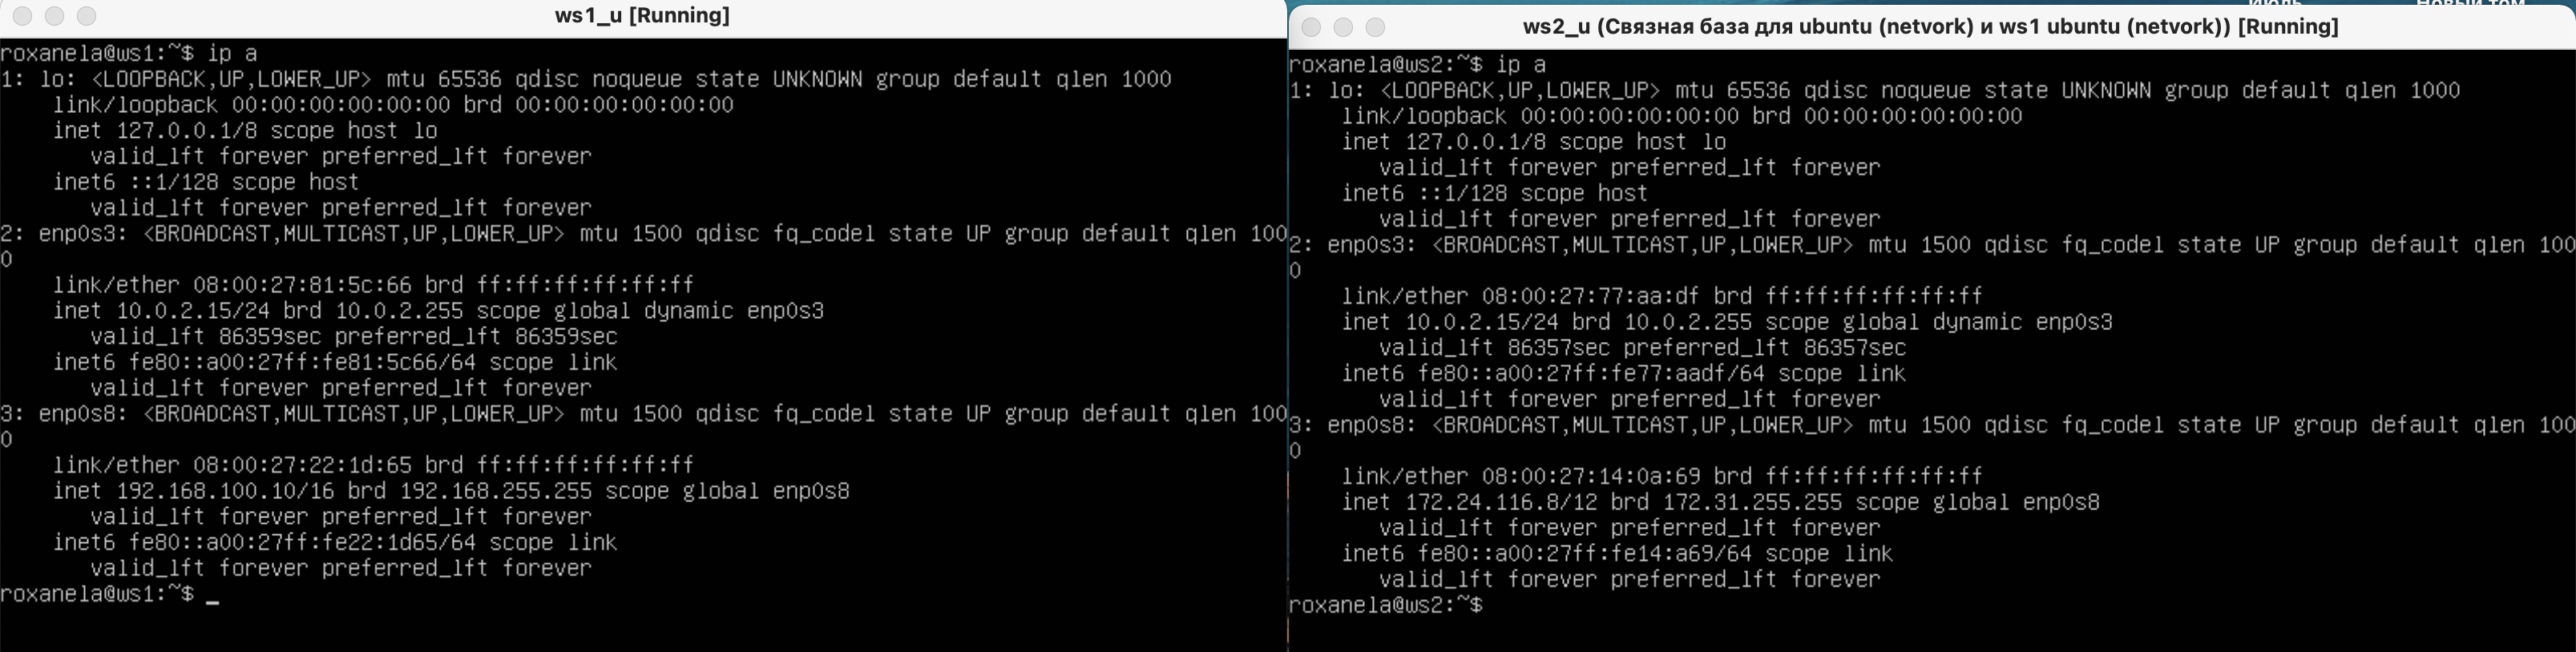 ws1_u [Running]
roxanela@ws1:~$ ip a
1: lo: <LOOPBACK,UP,LOWER_UP> mtu 65536 qdisc noqueue state UNKNOWN group default qlen 1000
    link/loopback 00:00:00:00:00:00 brd 00:00:00:00:00:00
    inet 127.0.0.1/8 scope host lo
       valid_lft forever preferred_lft forever
    inet6 ::1/128 scope host
       valid_lft forever preferred_lft forever
2: enp0s3: <BROADCAST,MULTICAST,UP,LOWER_UP> mtu 1500 qdisc fq_codel state UP group default qlen 100
0
    link/ether 08:00:27:81:5c:66 brd ff:ff:ff:ff:ff:ff
    inet 10.0.2.15/24 brd 10.0.2.255 scope global dynamic enp0s3
       valid_lft 86359sec preferred_lft 86359sec
    inet6 fe80::a00:27ff:fe81:5c66/64 scope link
       valid_lft forever preferred_lft forever
3: enp0s8: <BROADCAST,MULTICAST,UP,LOWER_UP> mtu 1500 qdisc fq_codel state UP group default qlen 100
0
    link/ether 08:00:27:22:1d:65 brd ff:ff:ff:ff:ff:ff
    inet 192.168.100.10/16 brd 192.168.255.255 scope global enp0s8
       valid_lft forever preferred_lft forever
    inet6 fe80::a00:27ff:fe22:1d65/64 scope link
       valid_lft forever preferred_lft forever
roxanela@ws1:~$ _
ws2_u (Связная база для ubuntu (netvork) и ws1 ubuntu (netvork)) [Running]
roxanela@ws2:~$ ip a
1: lo: <LOOPBACK,UP,LOWER_UP> mtu 65536 qdisc noqueue state UNKNOWN group default qlen 1000
    link/loopback 00:00:00:00:00:00 brd 00:00:00:00:00:00
    inet 127.0.0.1/8 scope host lo
       valid_lft forever preferred_lft forever
    inet6 ::1/128 scope host
       valid_lft forever preferred_lft forever
2: enp0s3: <BROADCAST,MULTICAST,UP,LOWER_UP> mtu 1500 qdisc fq_codel state UP group default qlen 100
0
    link/ether 08:00:27:77:aa:df brd ff:ff:ff:ff:ff:ff
    inet 10.0.2.15/24 brd 10.0.2.255 scope global dynamic enp0s3
       valid_lft 86357sec preferred_lft 86357sec
    inet6 fe80::a00:27ff:fe77:aadf/64 scope link
       valid_lft forever preferred_lft forever
3: enp0s8: <BROADCAST,MULTICAST,UP,LOWER_UP> mtu 1500 qdisc fq_codel state UP group default qlen 100
0
    link/ether 08:00:27:14:0a:69 brd ff:ff:ff:ff:ff:ff
    inet 172.24.116.8/12 brd 172.31.255.255 scope global enp0s8
       valid_lft forever preferred_lft forever
    inet6 fe80::a00:27ff:fe14:a69/64 scope link
       valid_lft forever preferred_lft forever
roxanela@ws2:~$